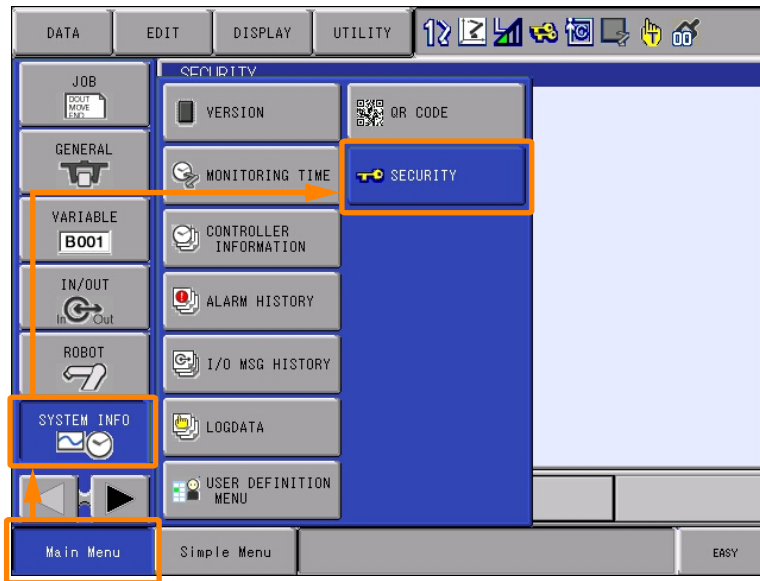 DATA
EDIT
DISPLAY
UTILITY
JOB
DOUT
MOVE
END
SECURITY
VERSION
QR CODE
GENERAL
MONITORING TIME
SECURITY
VARIABLE
B001
CONTROLLER
INFORMATION
IN/OUT
In Out
ALARM HISTORY
ROBOT
I/O MSG HISTORY
SYSTEM INFO
LOGDATA
USER DEFINITION
MENU
Main Menu
Simple Menu
EASY